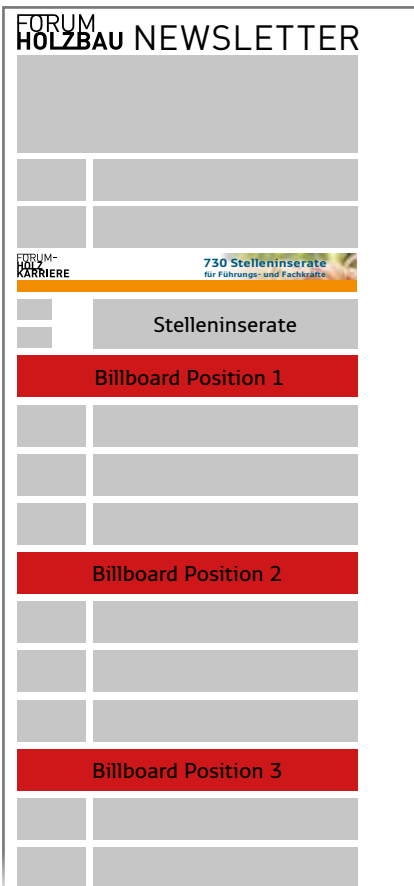 FORUM
HOLZBAU NEWSLETTER
FORUM-
HOLZ
KARRIERE
730 Stelleninserate
für Führungs- und Fachkräfte
Stelleninserate
Billboard Position 1
Billboard Position 2
Billboard Position 3